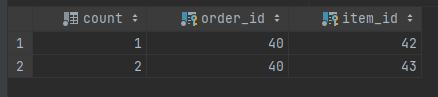 count order_id item_id
1 1 40 42
2 2 40 43